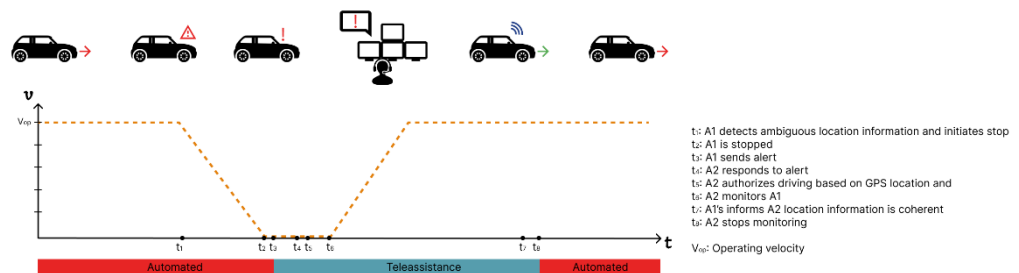 v
Vop
t1 t2 t3 t4 t5 t6 t7 t8 t
Automated Teleassistance Automated
t1: A1 detects ambiguous location information and initiates stop
t2: A1 is stopped
t3: A1 sends alert
t4: A2 responds to alert
t5: A2 authorizes driving based on GPS location and
t6: A2 monitors A1
t7: A1's informs A2 location information is coherent
t8: A2 stops monitoring
Vop: Operating velocity